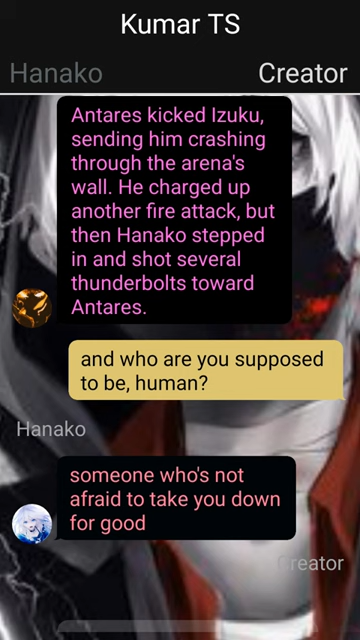 Kumar TS
Hanako
Creator
Antares kicked Izuku,
sending him crashing
through the arena's
wall. He charged up
another fire attack, but
then Hanako stepped
in and shot several
thunderbolts toward
Antares.
and who are you supposed
to be, human?
Hanako
someone who's not
afraid to take you down
for good
Creator